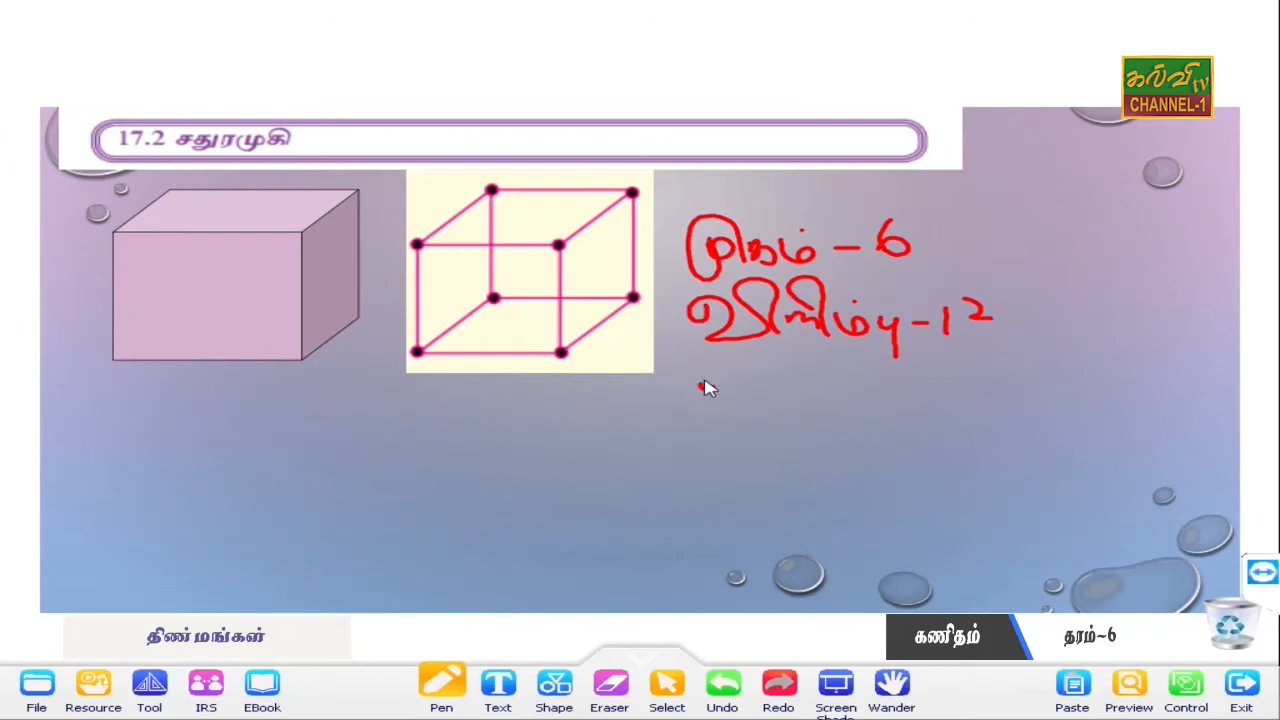 கல்வி tv
CHANNEL-1
17.2 சதுரமுகி
முகம் - 6
விளிம்பு - 12
திண்மங்கள்
கணிதம்
தரம்-6
File
Resource
Tool
IRS
EBook
Pen
Text
Shape
Eraser
Select
Undo
Redo
Screen
Shade
Wander
Paste
Preview
Control
Exit